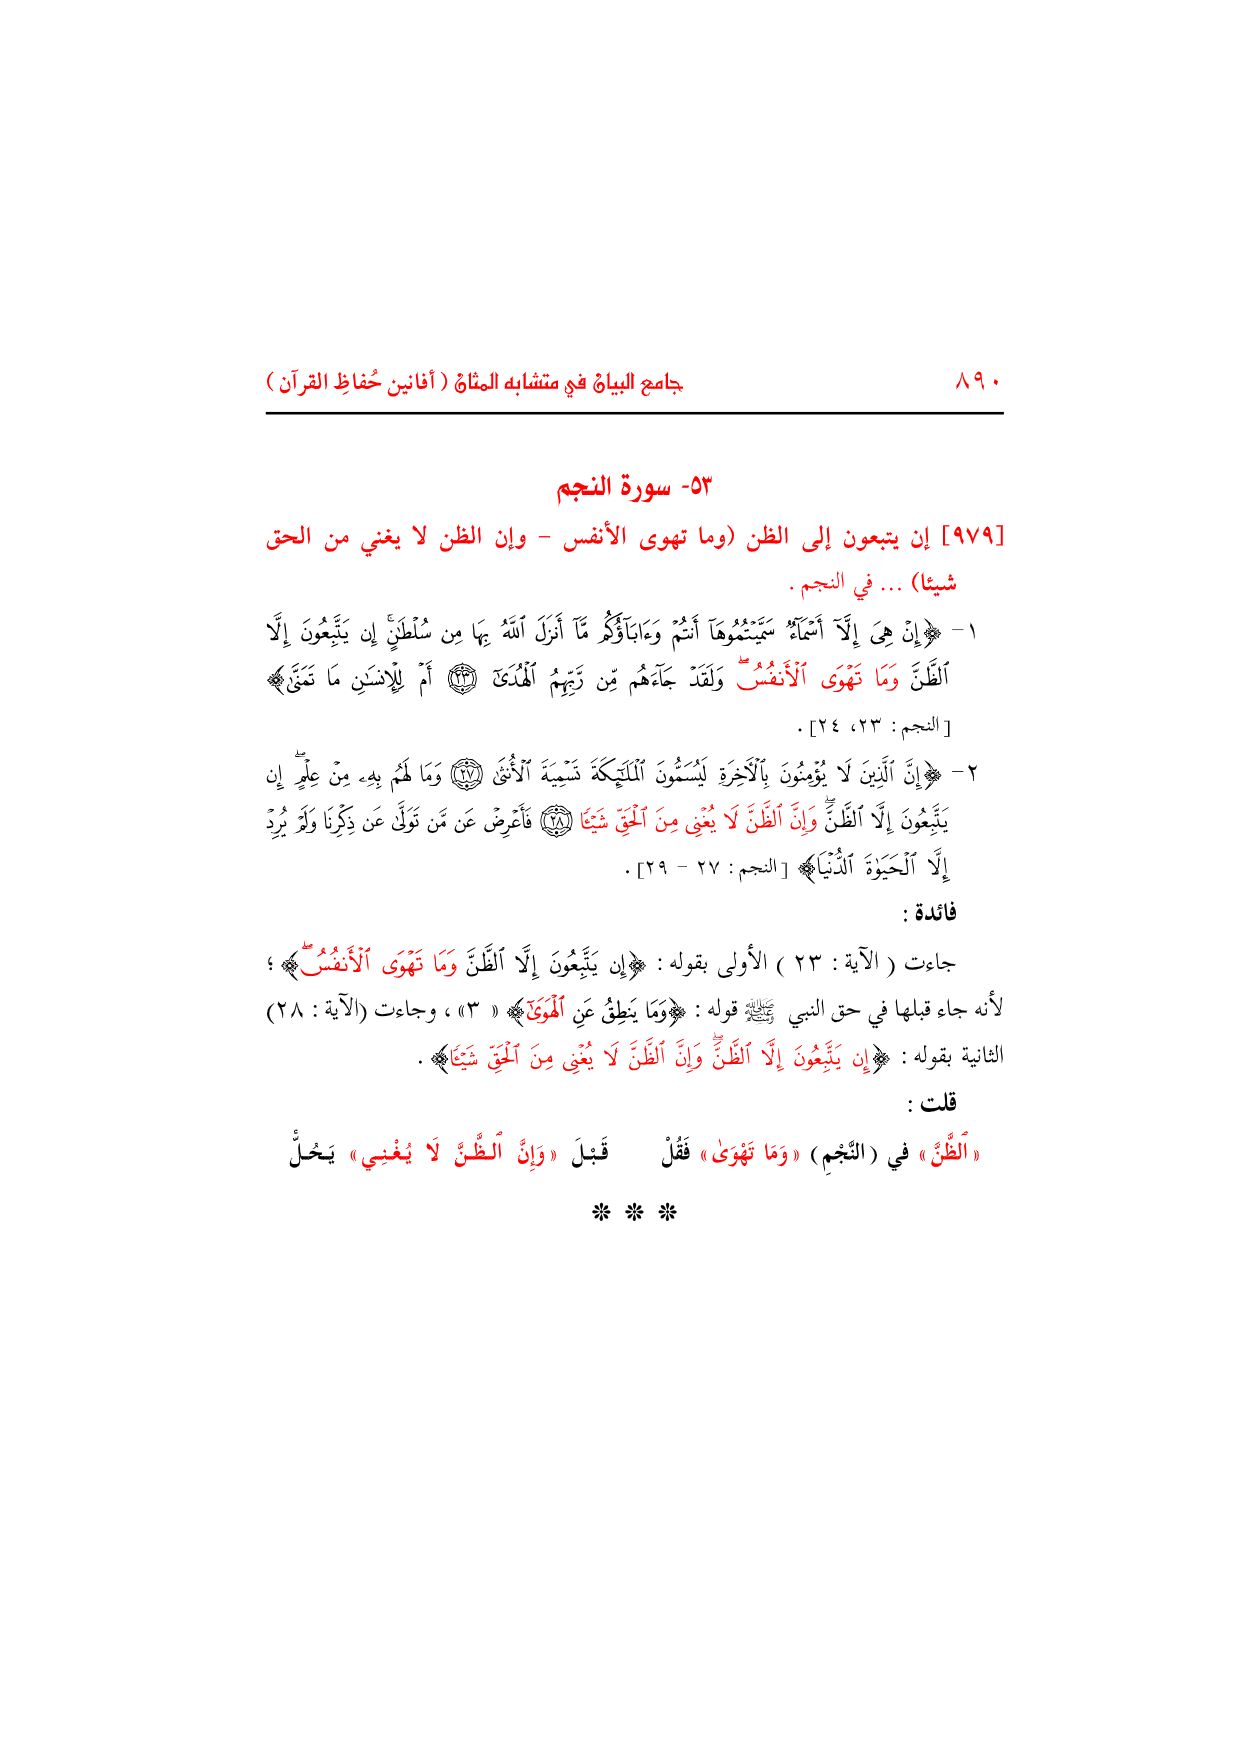 ٨٩٠ جامع البيان في متشابه المثان ( أفانين حُفاظِ القرآن )
٥٣- سورة النجم
[٩٧٩] إن يتبعون إلى الظن (وما تهوى الأنفس – وإن الظن لا يغني من الحق
شيئا) ... في النجم .
١- ﴿إِنۡ هِيَ إِلَّآ أَسۡمَآءٞ سَمَّيۡتُمُوهَآ أَنتُمۡ وَءَابَآؤُكُم مَّآ أَنزَلَ ٱللَّهُ بِهَا مِن سُلۡطَٰنٍۚ إِن يَتَّبِعُونَ إِلَّا
ٱلظَّنَّ وَمَا تَهۡوَى ٱلۡأَنفُسُۖ وَلَقَدۡ جَآءَهُم مِّن رَّبِّهِمُ ٱلۡهُدَىٰٓ ٢٣ أَمۡ لِلۡإِنسَٰنِ مَا تَمَنَّىٰ﴾
[النجم : ٢٣، ٢٤] .
٢- ﴿إِنَّ ٱلَّذِينَ لَا يُؤۡمِنُونَ بِٱلۡأٓخِرَةِ لَيُسَمُّونَ ٱلۡمَلَٰٓئِكَةَ تَسۡمِيَةَ ٱلۡأُنثَىٰ ٢٧ وَمَا لَهُم بِهِۦ مِنۡ عِلۡمٍۖ إِن
يَتَّبِعُونَ إِلَّا ٱلظَّنَّۖ وَإِنَّ ٱلظَّنَّ لَا يُغۡنِي مِنَ ٱلۡحَقِّ شَيۡـٔٗا ٢٨ فَأَعۡرِضۡ عَن مَّن تَوَلَّىٰ عَن ذِكۡرِنَا وَلَمۡ يُرِدۡ
إِلَّا ٱلۡحَيَوٰةَ ٱلدُّنۡيَا﴾ [النجم : ٢٧ – ٢٩] .
فائدة :
جاءت ( الآية : ٢٣ ) الأولى بقوله : ﴿إِن يَتَّبِعُونَ إِلَّا ٱلظَّنَّ وَمَا تَهۡوَى ٱلۡأَنفُسُۖ﴾ ؛
لأنه جاء قبلها في حق النبي ﷺ قوله : ﴿وَمَا يَنطِقُ عَنِ ٱلۡهَوَىٰٓ﴾ « ٣» ، وجاءت (الآية : ٢٨)
الثانية بقوله : ﴿إِن يَتَّبِعُونَ إِلَّا ٱلظَّنَّۖ وَإِنَّ ٱلظَّنَّ لَا يُغۡنِي مِنَ ٱلۡحَقِّ شَيۡـٔٗا﴾ .
قلت :
« ٱلظَّنَّ » في ( النَّجْمِ ) « وَمَا تَهْوَىٰ » فَقُلْ قَبْلَ « وَإِنَّ ٱلظَّنَّ لَا يُغْنِي » يَحُلّْ